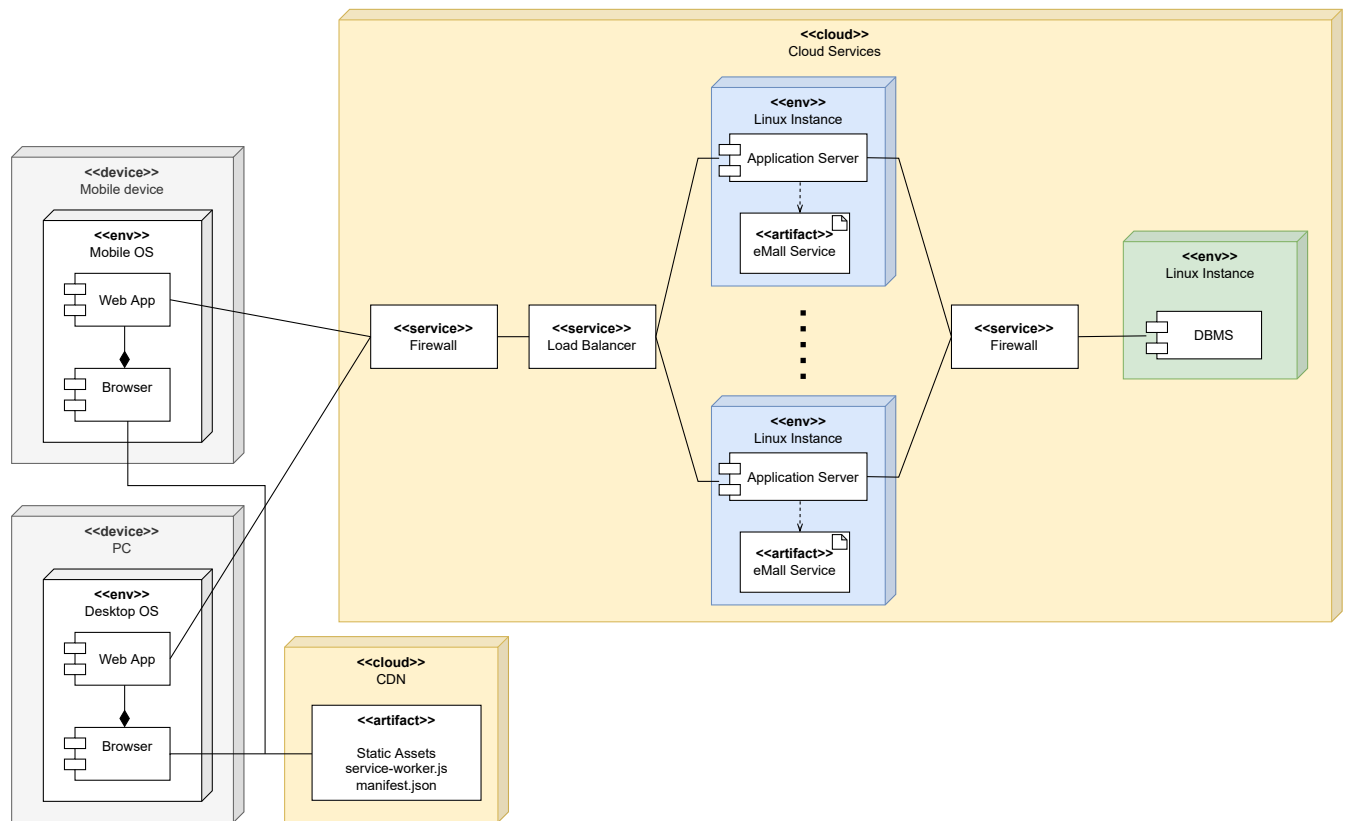 <<cloud>>
Cloud Services
<<env>>
Linux Instance
Application Server
<<artifact>>
eMall Service
<<device>>
Mobile device
<<env>>
Mobile OS
Web App
Browser
<<service>>
Firewall
<<service>>
Load Balancer
<<service>>
Firewall
<<env>>
Linux Instance
DBMS
<<env>>
Linux Instance
Application Server
<<artifact>>
eMall Service
<<device>>
PC
<<env>>
Desktop OS
Web App
Browser
<<cloud>>
CDN
<<artifact>>
Static Assets
service-worker.js
manifest.json